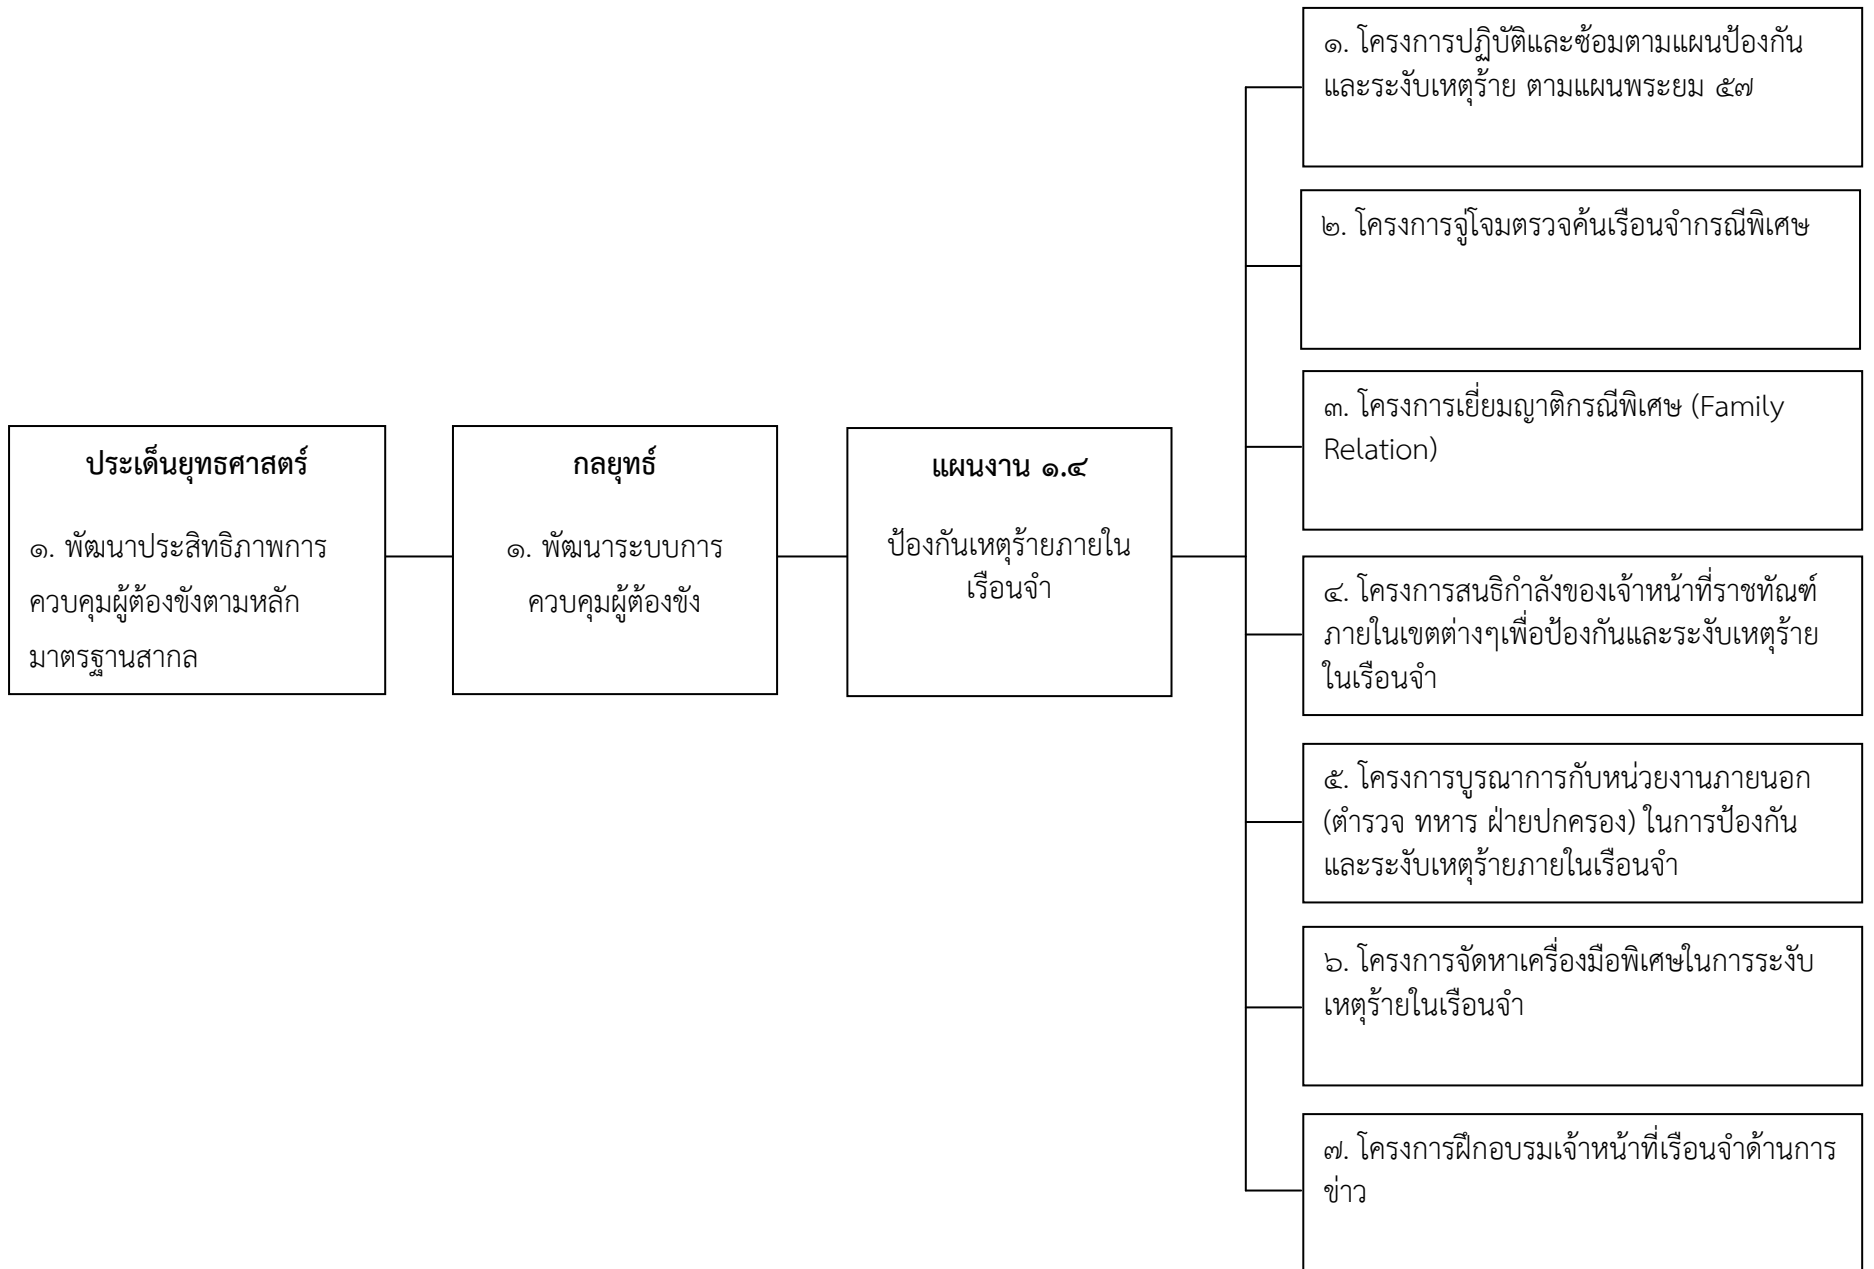 ๑. โครงการปฏิบัติและซ้อมตามแผนป้องกัน
และระงับเหตุร้าย ตามแผนพระยม ๕๗
๒. โครงการจู่โจมตรวจค้นเรือนจำกรณีพิเศษ
๓. โครงการเยี่ยมญาติกรณีพิเศษ (Family
Relation)
ประเด็นยุทธศาสตร์
๑. พัฒนาประสิทธิภาพการ
ควบคุมผู้ต้องขังตามหลัก
มาตรฐานสากล
กลยุทธ์
๑. พัฒนาระบบการ
ควบคุมผู้ต้องขัง
แผนงาน ๑.๔
ป้องกันเหตุร้ายภายใน
เรือนจำ
๔. โครงการสนธิกำลังของเจ้าหน้าที่ราชทัณฑ์
ภายในเขตต่างๆเพื่อป้องกันและระงับเหตุร้าย
ในเรือนจำ
๕. โครงการบูรณาการกับหน่วยงานภายนอก
(ตำรวจ ทหาร ฝ่ายปกครอง) ในการป้องกัน
และระงับเหตุร้ายภายในเรือนจำ
๖. โครงการจัดหาเครื่องมือพิเศษในการระงับ
เหตุร้ายในเรือนจำ
๗. โครงการฝึกอบรมเจ้าหน้าที่เรือนจำด้านการ
ข่าว